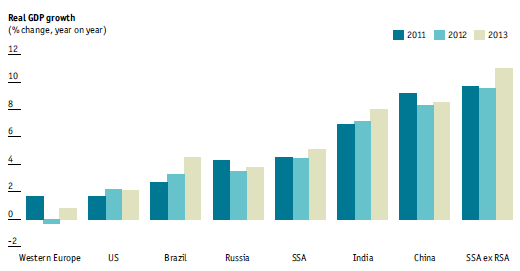 Real GDP growth
(% change, year on year)
2011 2012 2013
12
10
8
6
4
2
0
-2
Western Europe US Brazil Russia SSA India China SSA ex RSA